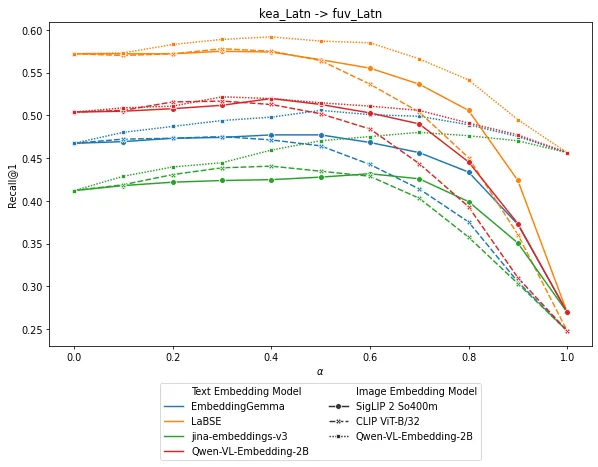 kea_Latn -> fuv_Latn
0.60
0.55
0.50
0.45
0.40
0.35
0.30
0.25
Recall@1
0.0 0.2 0.4 0.6 0.8 1.0
α
Text Embedding Model Image Embedding Model
EmbeddingGemma SigLIP 2 So400m
LaBSE CLIP ViT-B/32
jina-embeddings-v3 Qwen-VL-Embedding-2B
Qwen-VL-Embedding-2B